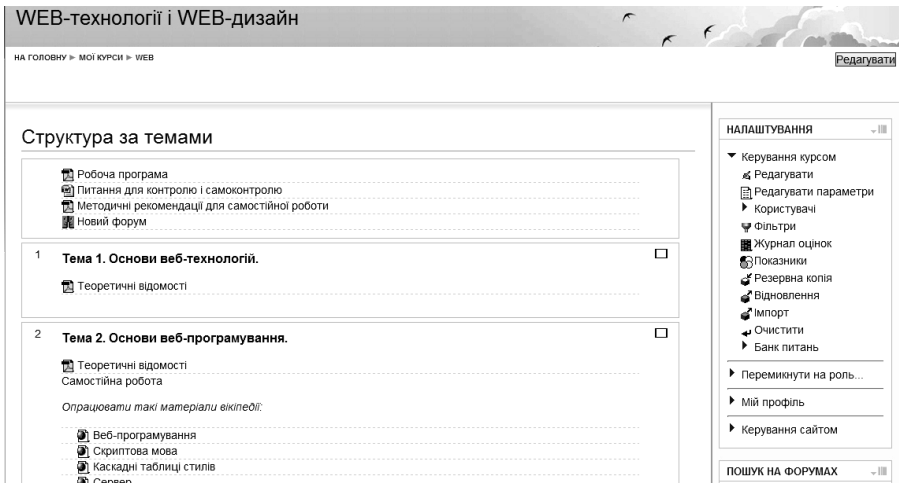 WEB-технології і WEB-дизайн
НА ГОЛОВНУ ► МОЇ КУРСИ ► WEB
Редагувати
Структура за темами
Робоча програма
Питання для контролю і самоконтролю
Методичні рекомендації для самостійної роботи
Новий форум
1
Тема 1. Основи веб-технологій.
Теоретичні відомості
2
Тема 2. Основи веб-програмування.
Теоретичні відомості
Самостійна робота
Опрацювати такі матеріали вікіпедії:
Веб-програмування
Скриптова мова
Каскадні таблиці стилів
Сервер
НАЛАШТУВАННЯ
Керування курсом
Редагувати
Редагувати параметри
Користувачі
Фільтри
Журнал оцінок
Показники
Резервна копія
Відновлення
Імпорт
Очистити
Банк питань
Перемикнути на роль...
Мій профіль
Керування сайтом
ПОШУК НА ФОРУМАХ